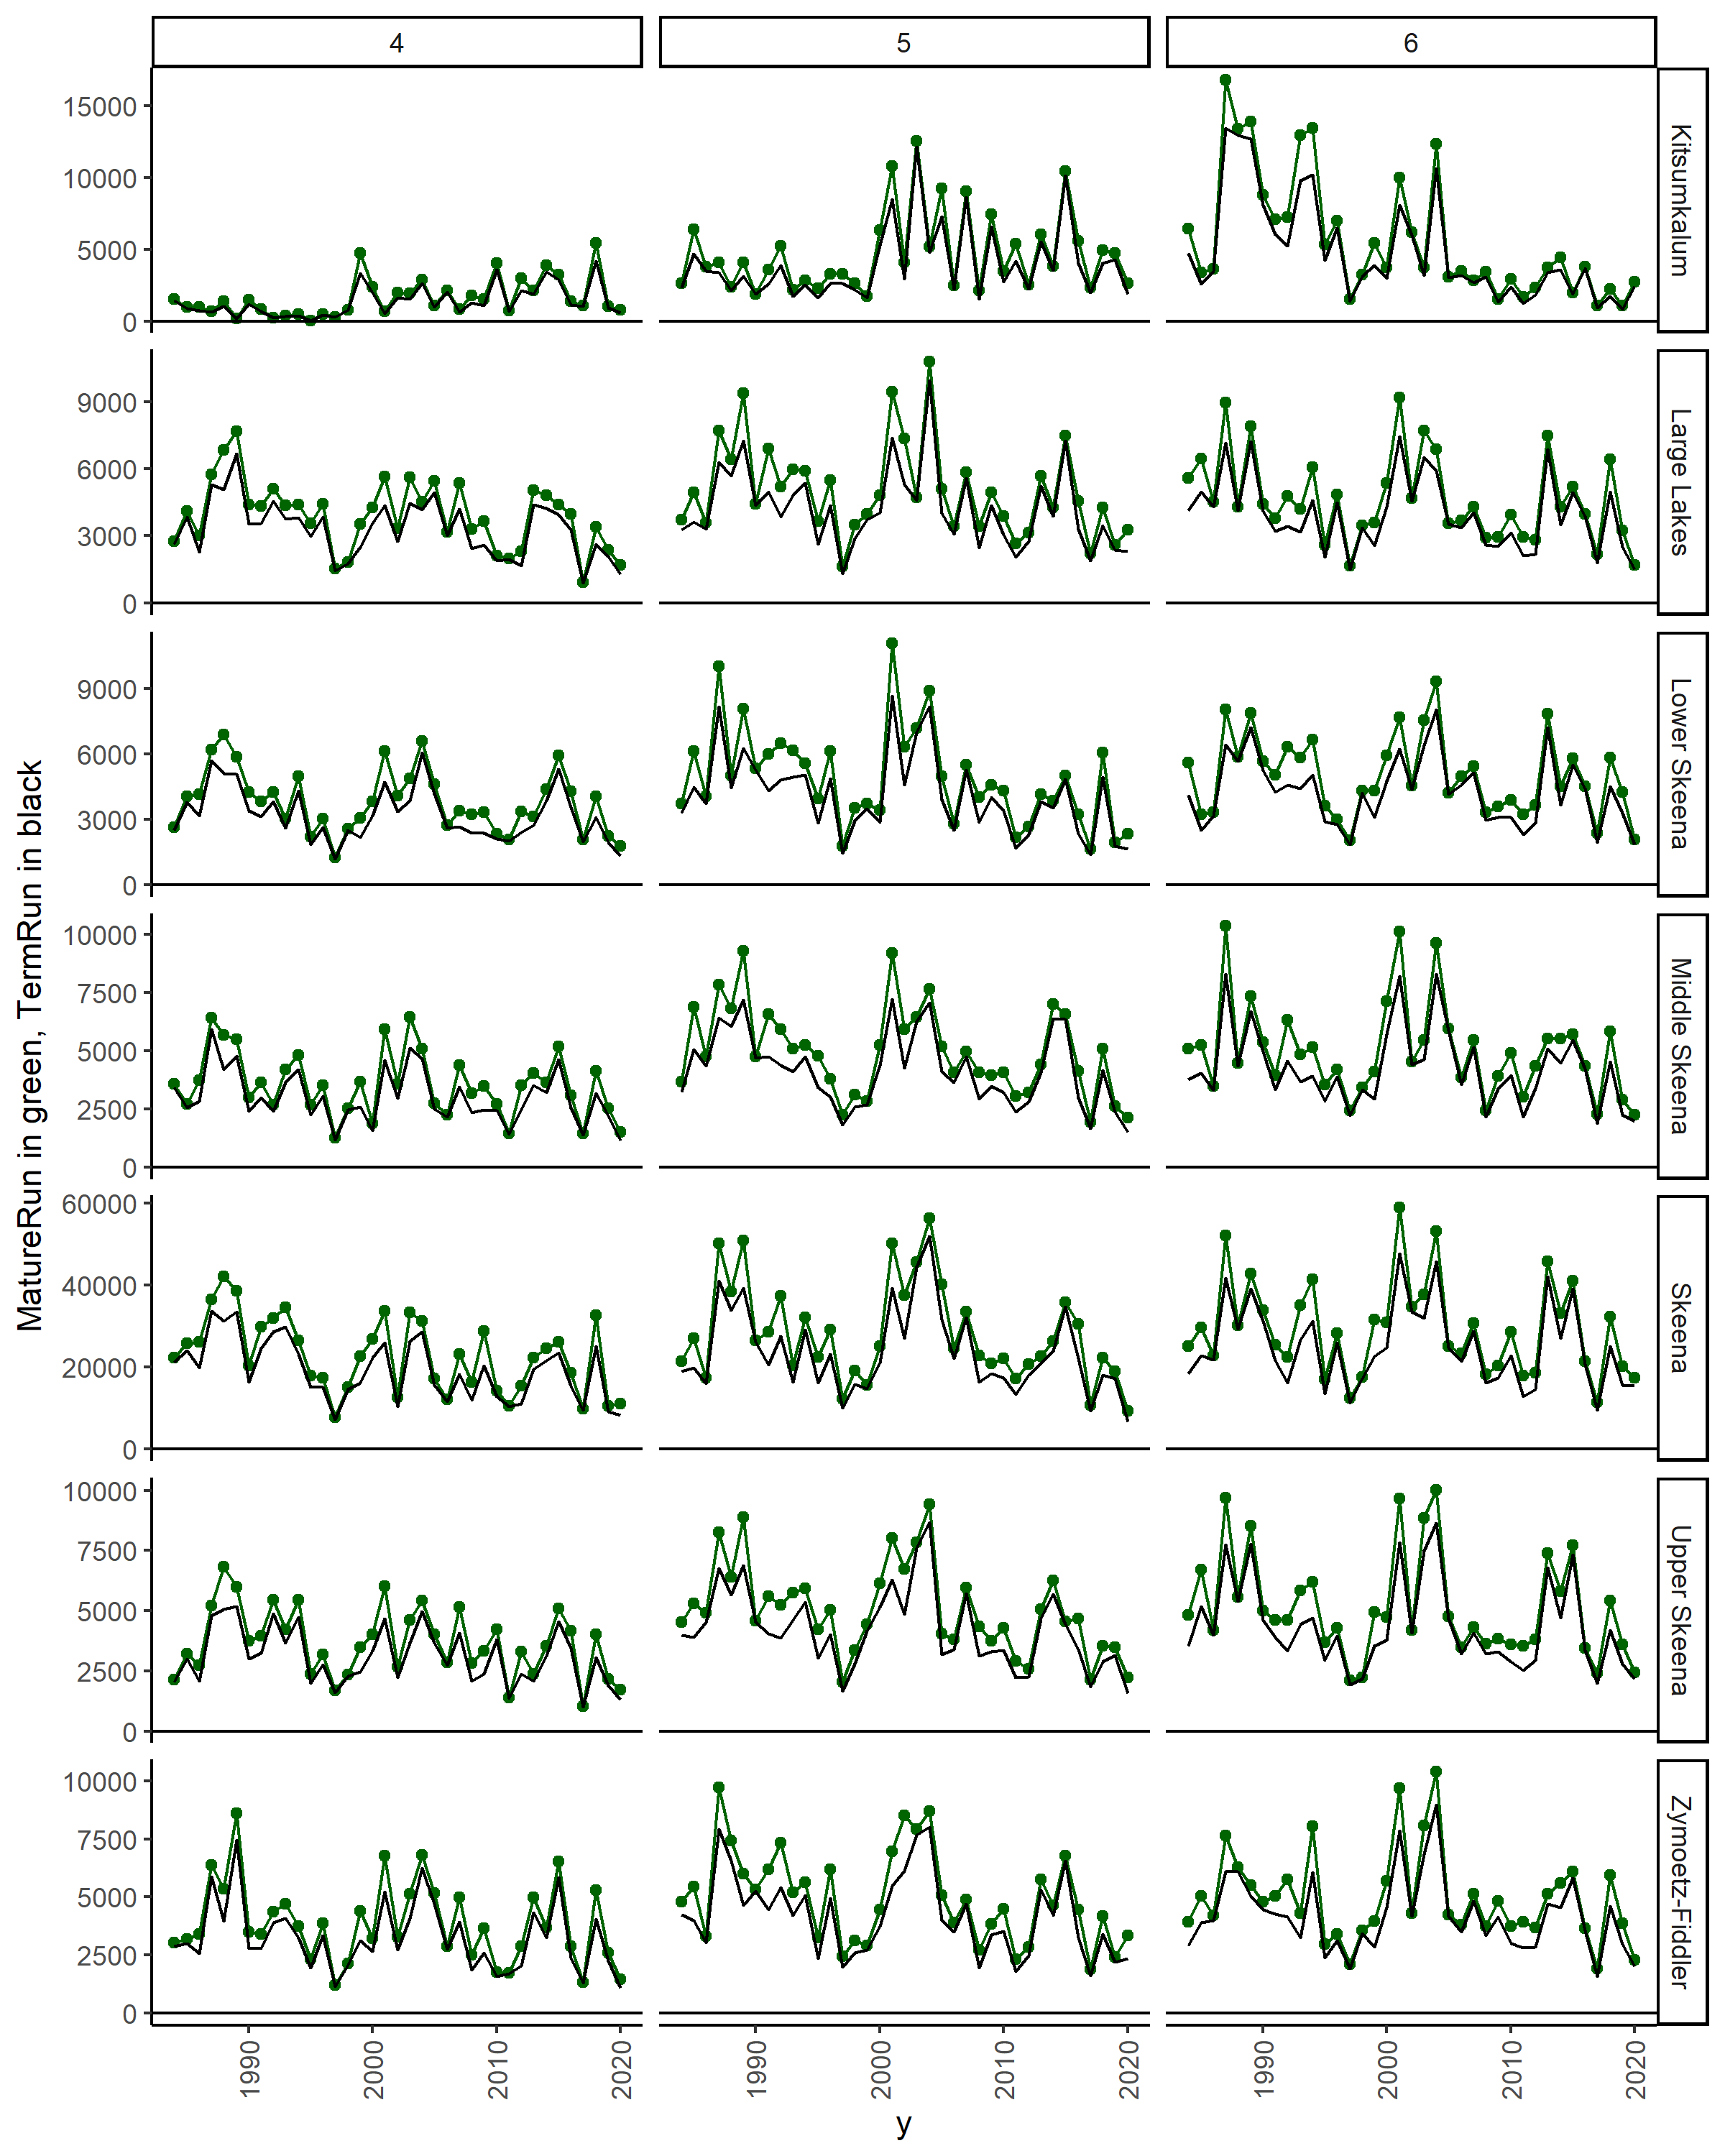 4 5 6
15000
10000
5000
0
Kitsumkalum
9000
6000
3000
0
Large Lakes
9000
6000
3000
0
Lower Skeena
10000
7500
5000
2500
0
Middle Skeena
60000
40000
20000
0
Skeena
10000
7500
5000
2500
0
Upper Skeena
10000
7500
5000
2500
0
Zymoetz-Fiddler
MatureRun in green, TermRun in black
1990 2000 2010 2020 1990 2000 2010 2020 1990 2000 2010 2020
y